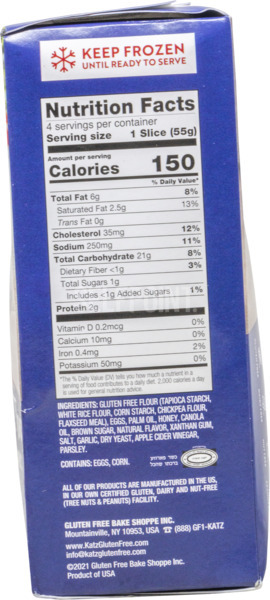 KEEP FROZEN
UNTIL READY TO SERVE
Nutrition Facts
4 servings per container
Serving size 1 Slice (55g)
Amount per serving
Calories 150
% Daily Value*
Total Fat 6g 8%
Saturated Fat 2.5g 13%
Trans Fat 0g
Cholesterol 35mg 12%
Sodium 250mg 11%
Total Carbohydrate 21g 8%
Dietary Fiber <1g 3%
Total Sugars 1g
Includes <1g Added Sugars 1%
Protein 2g
Vitamin D 0.2mcg 0%
Calcium 10mg 0%
Iron 0.4mg 2%
Potassium 50mg 0%
*The % Daily Value (DV) tells you how much a nutrient in a
serving of food contributes to a daily diet. 2,000 calories a day
is used for general nutrition advice.
INGREDIENTS: GLUTEN FREE FLOUR (TAPIOCA STARCH,
WHITE RICE FLOUR, CORN STARCH, CHICKPEA FLOUR,
FLAXSEED MEAL), EGGS, PALM OIL, HONEY, CANOLA
OIL, BROWN SUGAR, NATURAL FLAVOR, XANTHAN GUM,
SALT, GARLIC, DRY YEAST, APPLE CIDER VINEGAR,
PARSLEY.
CONTAINS: EGGS, CORN.
ALL OF OUR PRODUCTS ARE MANUFACTURED IN THE US,
IN OUR OWN CERTIFIED GLUTEN, DAIRY AND NUT-FREE
(TREE NUTS & PEANUTS) FACILITY.
GLUTEN FREE BAKE SHOPPE INC.
Mountainville, NY 10953, USA ☎ (888) GF1-KATZ
www.KatzGlutenFree.com
info@katzglutenfree.com
©2021 Gluten Free Bake Shoppe
Product of USA